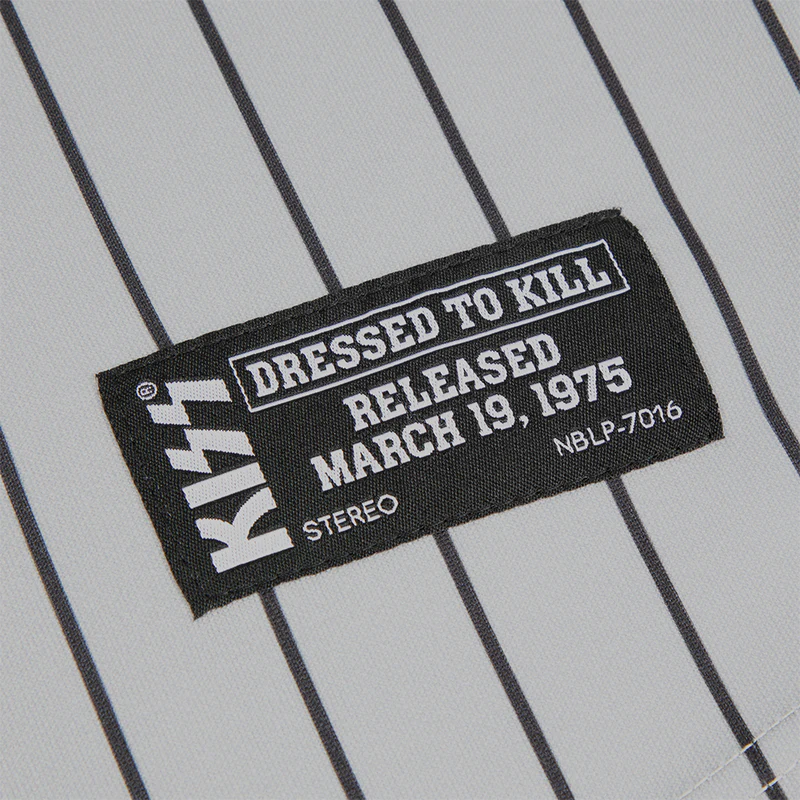 KISS®
DRESSED TO KILL
RELEASED
MARCH 19, 1975
NBLP-7016
STEREO